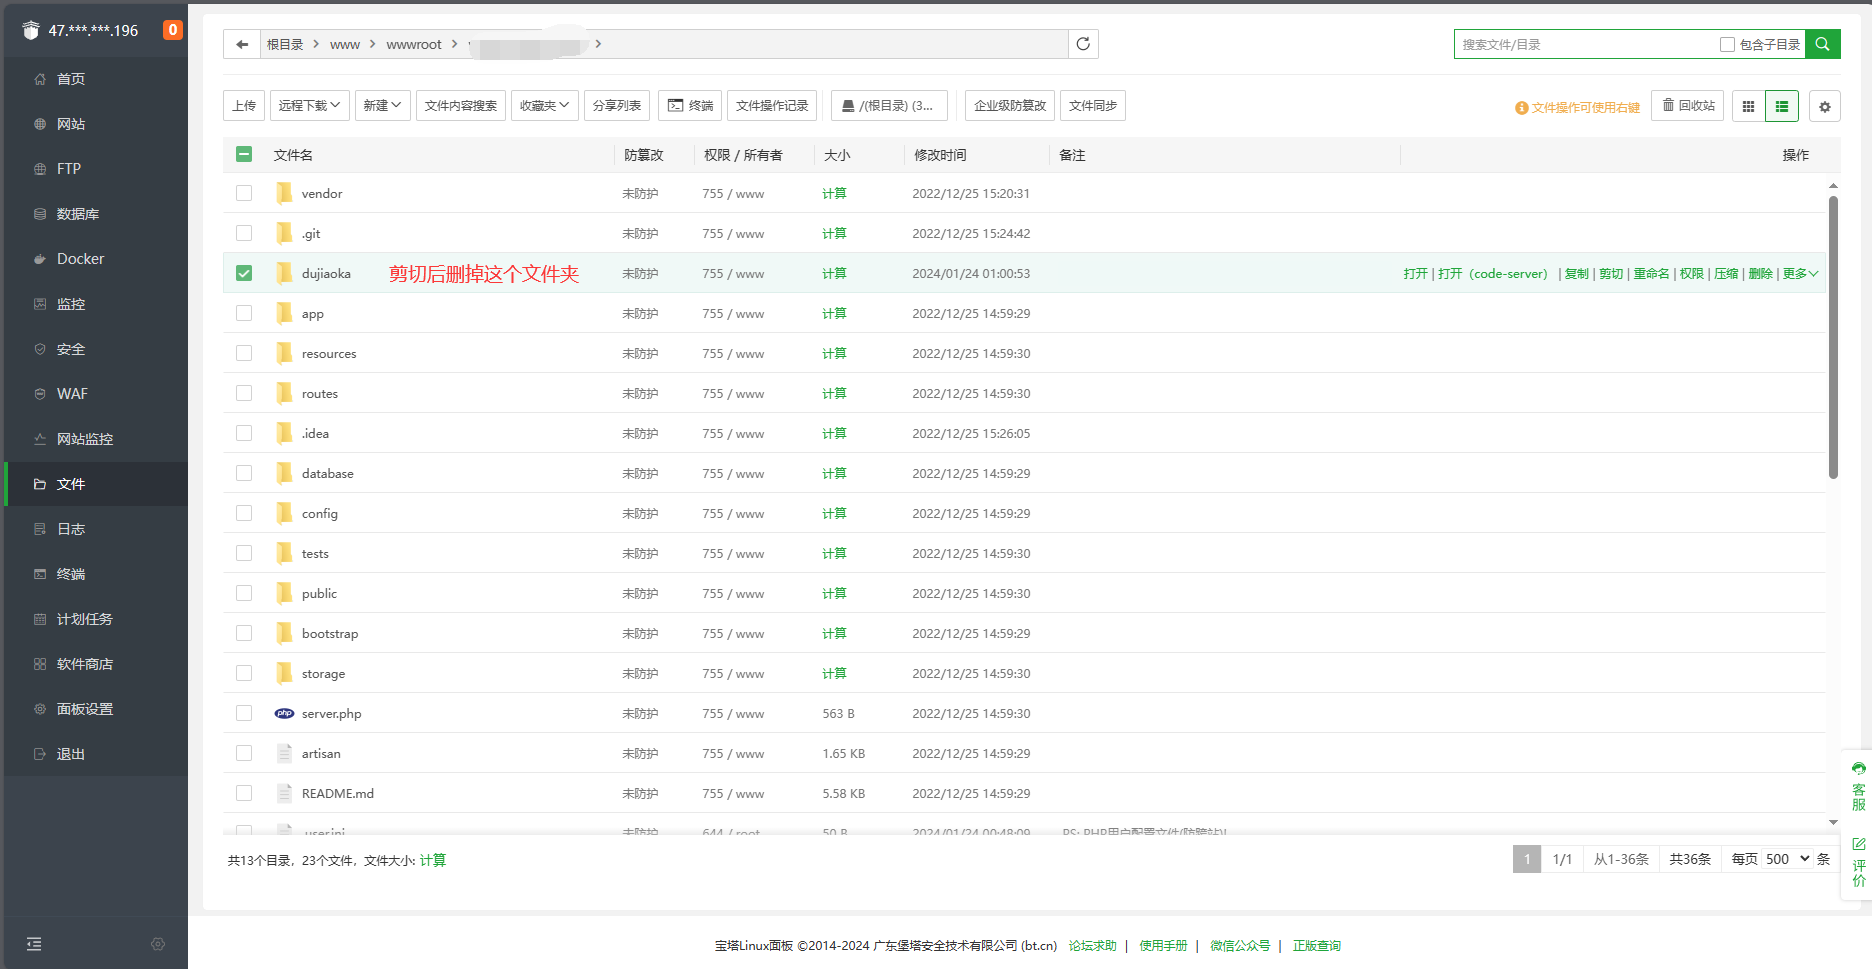 47.***.***.196 0
首页
网站
FTP
数据库
Docker
监控
安全
WAF
网站监控
文件
日志
终端
计划任务
软件商店
面板设置
退出
根目录 > www > wwwroot > >
搜索文件/目录 包含子目录
上传 远程下载 新建 文件内容搜索 收藏夹 分享列表 终端 文件操作记录 /(根目录) (3... 企业级防篡改 文件同步 文件操作可使用右键 回收站
文件名 防篡改 权限 / 所有者 大小 修改时间 备注 操作
vendor 未防护 755 / www 计算 2022/12/25 15:20:31
.git 未防护 755 / www 计算 2022/12/25 15:24:42
dujiaoka 剪切后删掉这个文件夹 未防护 755 / www 计算 2024/01/24 01:00:53 打开 | 打开（code-server） | 复制 | 剪切 | 重命名 | 权限 | 压缩 | 删除 | 更多
app 未防护 755 / www 计算 2022/12/25 14:59:29
resources 未防护 755 / www 计算 2022/12/25 14:59:30
routes 未防护 755 / www 计算 2022/12/25 14:59:30
.idea 未防护 755 / www 计算 2022/12/25 15:26:05
database 未防护 755 / www 计算 2022/12/25 14:59:29
config 未防护 755 / www 计算 2022/12/25 14:59:29
tests 未防护 755 / www 计算 2022/12/25 14:59:30
public 未防护 755 / www 计算 2022/12/25 14:59:30
bootstrap 未防护 755 / www 计算 2022/12/25 14:59:29
storage 未防护 755 / www 计算 2022/12/25 14:59:30
php server.php 未防护 755 / www 563 B 2022/12/25 14:59:30
artisan 未防护 755 / www 1.65 KB 2022/12/25 14:59:29
README.md 未防护 755 / www 5.58 KB 2022/12/25 14:59:29
.user.ini 未防护 644 / root 50 B 2024/01/24 00:48:09 PS: PHP用户配置文件(防跨站)!
共13个目录，23个文件，文件大小: 计算
1 1/1 从1-36条 共36条 每页 500 条
客服
评价
宝塔Linux面板 ©2014-2024 广东堡塔安全技术有限公司 (bt.cn) 论坛求助 | 使用手册 | 微信公众号 | 正版查询